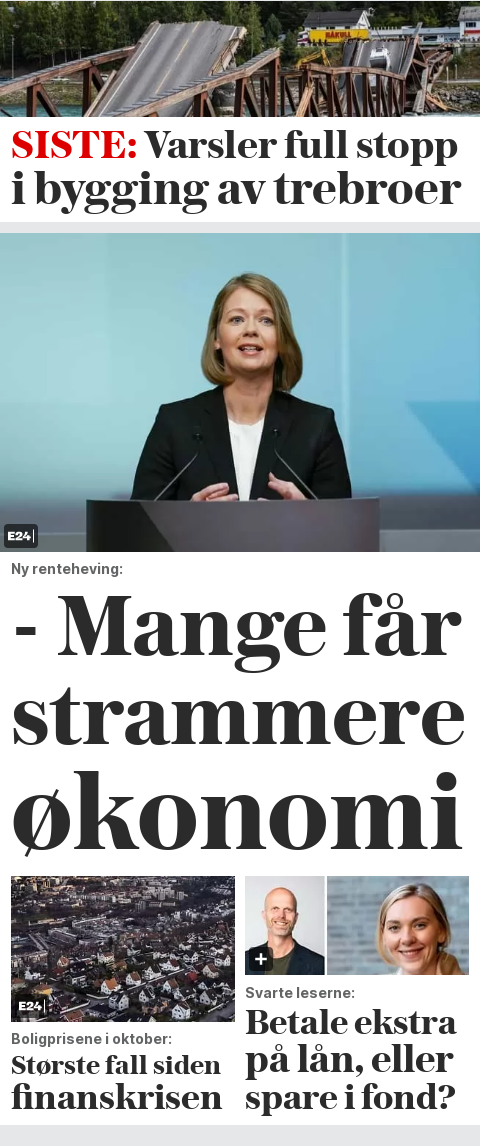 HÅKULL
SISTE: Varsler full stopp
i bygging av trebroer
E24
Ny renteheving:
- Mange får
strammere
økonomi
E24
Boligprisene i oktober:
Største fall siden
finanskrisen
+
Svarte leserne:
Betale ekstra
på lån, eller
spare i fond?